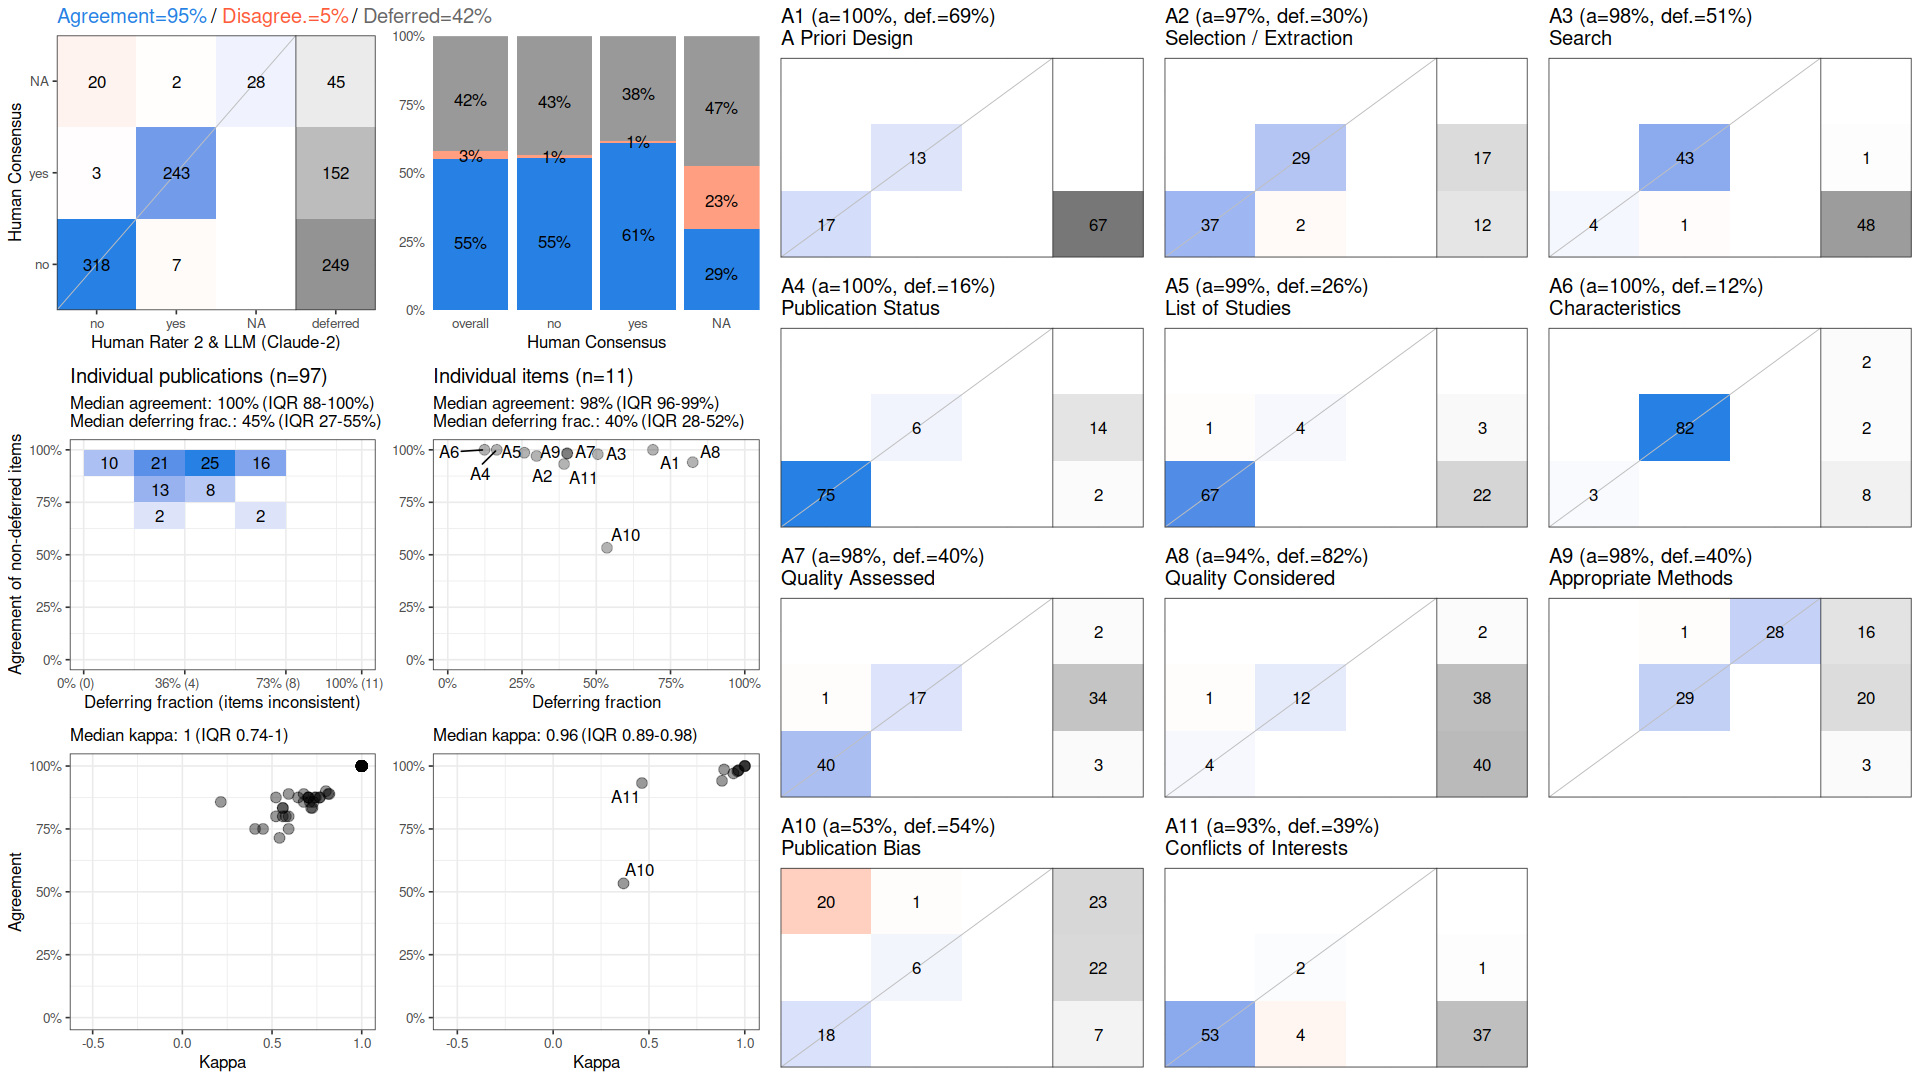 Agreement=95% / Disagree.=5% / Deferred=42%
Human Consensus
NA
yes
no
20 2 28 45
3 243 152
318 7 249
no yes NA deferred
Human Rater 2 & LLM (Claude-2)
100%
75%
50%
25%
0%
42% 43% 38% 47%
3% 1% 1% 23%
55% 55% 61% 29%
overall no yes NA
Human Consensus
Individual publications (n=97)
Median agreement: 100% (IQR 88-100%)
Median deferring frac.: 45% (IQR 27-55%)
Agreement of non-deferred items
100%
75%
50%
25%
0%
10 21 25 16
13 8
2 2
0% (0) 36% (4) 73% (8) 100% (11)
Deferring fraction (items inconsistent)
Individual items (n=11)
Median agreement: 98% (IQR 96-99%)
Median deferring frac.: 40% (IQR 28-52%)
100%
75%
50%
25%
0%
A6 A5 A9 A7 A3 A8
A4 A2 A11 A1
A10
0% 25% 50% 75% 100%
Deferring fraction
Median kappa: 1 (IQR 0.74-1)
Agreement
100%
75%
50%
25%
0%
-0.5 0.0 0.5 1.0
Kappa
Median kappa: 0.96 (IQR 0.89-0.98)
100%
75%
50%
25%
0%
A11
A10
-0.5 0.0 0.5 1.0
Kappa
A1 (a=100%, def.=69%)
A Priori Design
13
17 67
A2 (a=97%, def.=30%)
Selection / Extraction
29 17
37 2 12
A3 (a=98%, def.=51%)
Search
43 1
4 1 48
A4 (a=100%, def.=16%)
Publication Status
6 14
75 2
A5 (a=99%, def.=26%)
List of Studies
1 4 3
67 22
A6 (a=100%, def.=12%)
Characteristics
2
82 2
3 8
A7 (a=98%, def.=40%)
Quality Assessed
2
1 17 34
40 3
A8 (a=94%, def.=82%)
Quality Considered
2
1 12 38
4 40
A9 (a=98%, def.=40%)
Appropriate Methods
1 28 16
29 20
3
A10 (a=53%, def.=54%)
Publication Bias
20 1 23
6 22
18 7
A11 (a=93%, def.=39%)
Conflicts of Interests
2 1
53 4 37